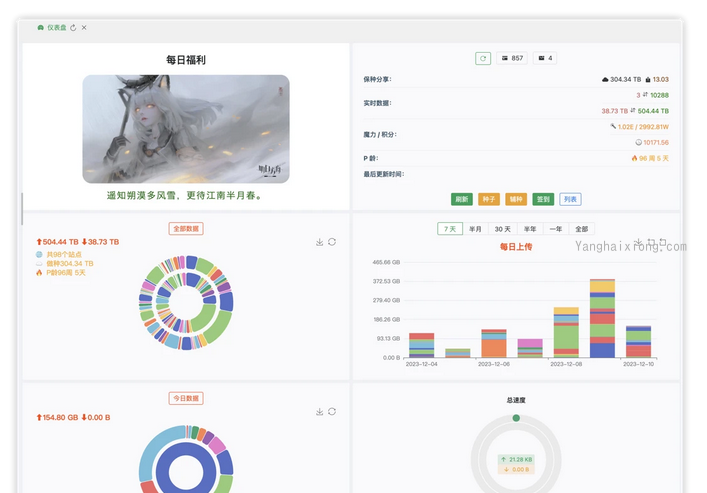 仪表盘
每日福利
遥知朔漠多风雪，更待江南半月春。
857
4
保种分享：
304.34 TB 13.03
实时数据：
3 10288
38.73 TB 504.44 TB
魔力 / 积分：
1.02E / 2992.81W
10171.56
P 龄：
96 周 5 天
最后更新时间：
刷新 种子 辅种 签到 列表
全部数据
504.44 TB 38.73 TB
共98个站点
做种304.34 TB
P龄96周 5天
7 天 半月 30 天 半年 一年 全部
每日上传
Yanghaixiong.com
465.66 GB
372.53 GB
279.40 GB
186.26 GB
93.13 GB
0.00 B
2023-12-04 2023-12-06 2023-12-08 2023-12-10
今日数据
154.80 GB 0.00 B
总速度
21.28 KB
0.00 B